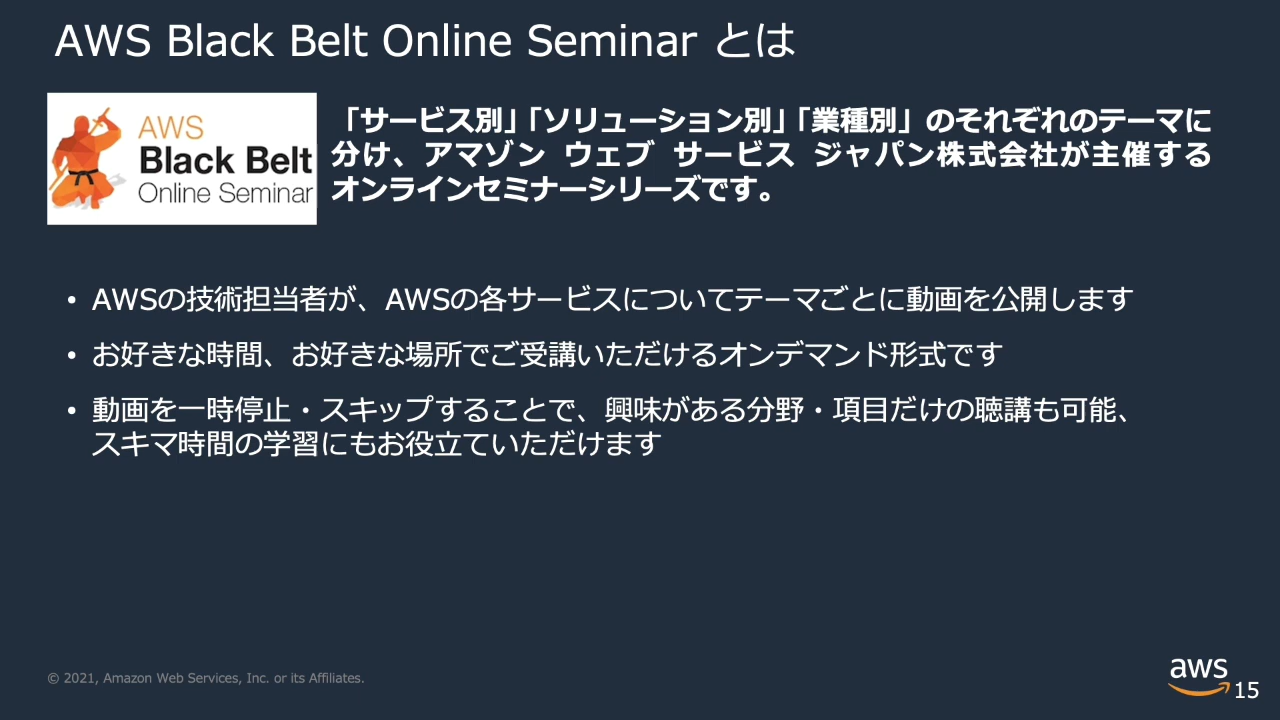 AWS Black Belt Online Seminar とは
AWS
Black Belt
Online Seminar
「サービス別」「ソリューション別」「業種別」のそれぞれのテーマに
分け、アマゾン ウェブ サービス ジャパン株式会社が主催する
オンラインセミナーシリーズです。
• AWSの技術担当者が、AWSの各サービスについてテーマごとに動画を公開します
• お好きな時間、お好きな場所でご受講いただけるオンデマンド形式です
• 動画を一時停止・スキップすることで、興味がある分野・項目だけの聴講も可能、
スキマ時間の学習にもお役立ていただけます
© 2021, Amazon Web Services, Inc. or its Affiliates.
aws
15